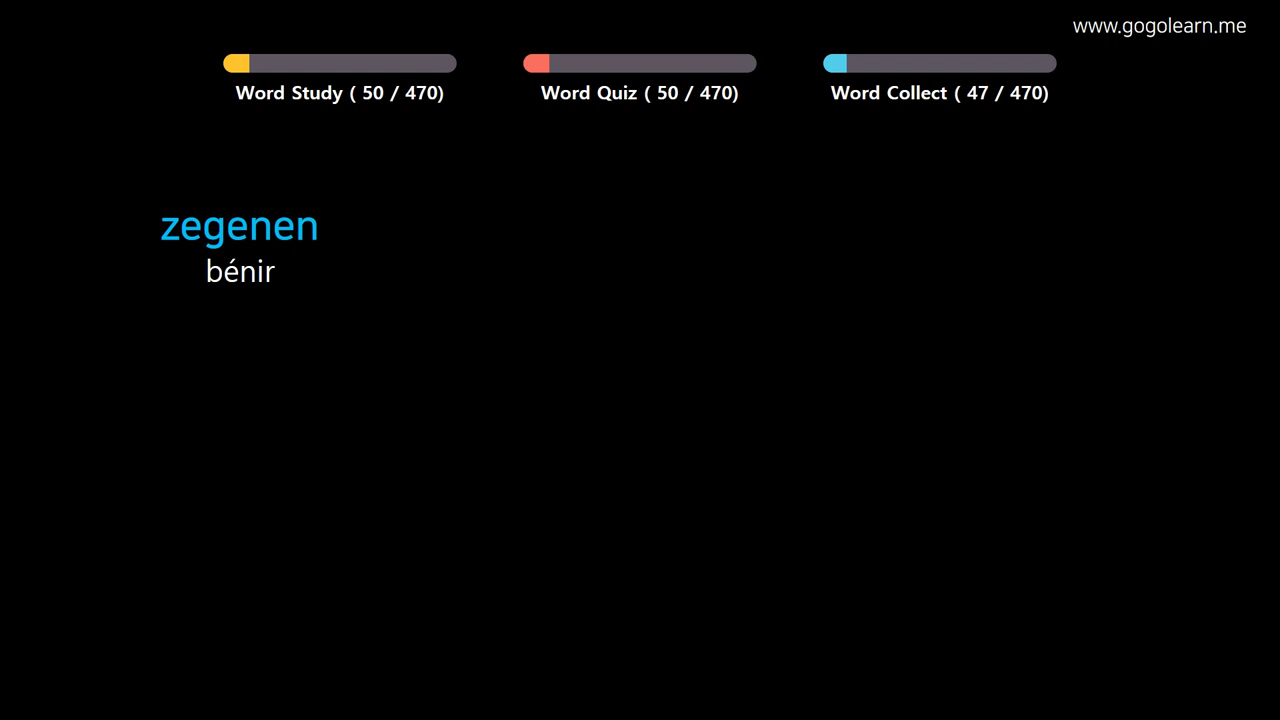 www.gogolearn.me
Word Study ( 50 / 470)
Word Quiz ( 50 / 470)
Word Collect ( 47 / 470)
zegenen
bénir